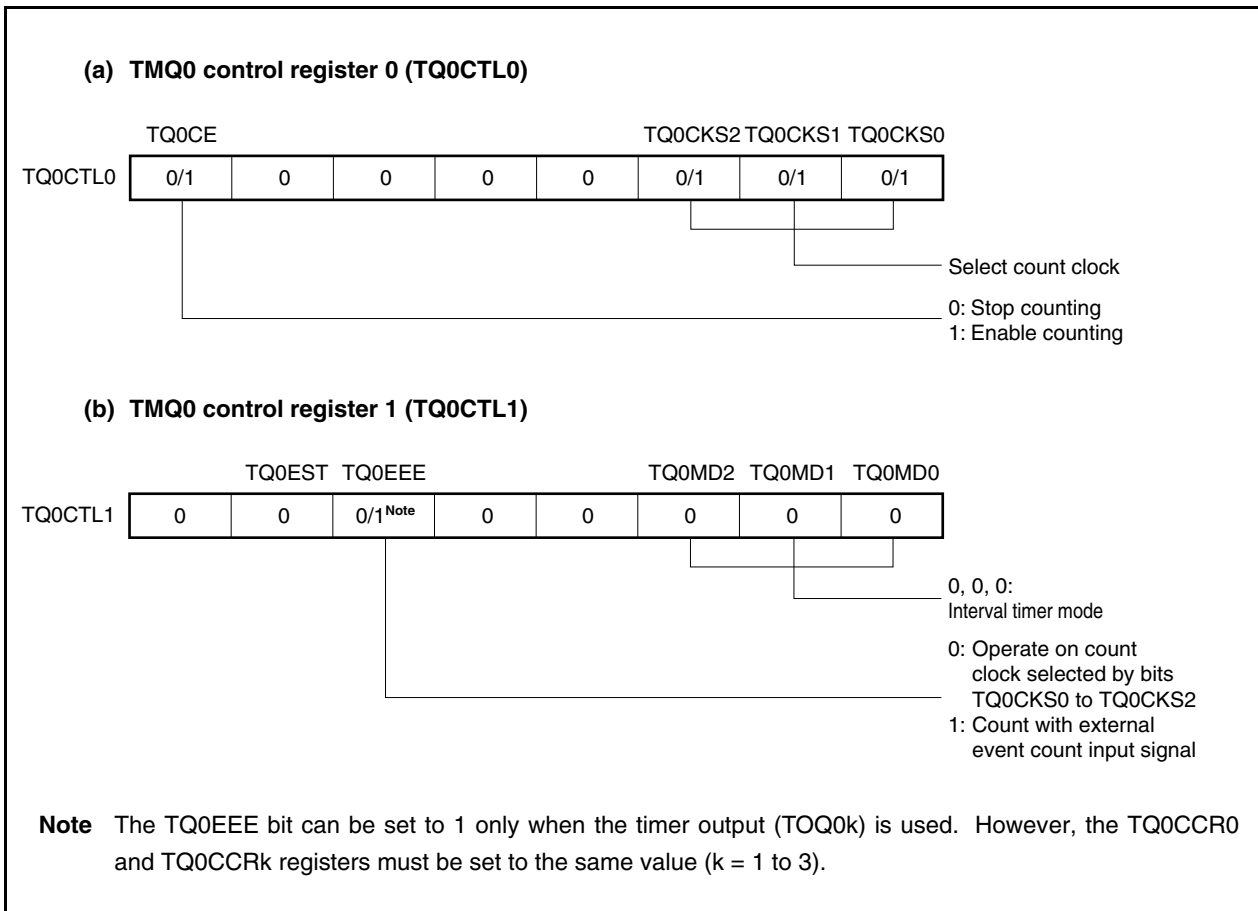 (a) TMQ0 control register 0 (TQ0CTL0)
TQ0CE TQ0CKS2 TQ0CKS1 TQ0CKS0
TQ0CTL0 0/1 0 0 0 0 0/1 0/1 0/1
Select count clock
0: Stop counting
1: Enable counting
(b) TMQ0 control register 1 (TQ0CTL1)
TQ0EST TQ0EEE TQ0MD2 TQ0MD1 TQ0MD0
TQ0CTL1 0 0 0/1Note 0 0 0 0 0
0, 0, 0:
Interval timer mode
0: Operate on count
clock selected by bits
TQ0CKS0 to TQ0CKS2
1: Count with external
event count input signal
Note The TQ0EEE bit can be set to 1 only when the timer output (TOQ0k) is used. However, the TQ0CCR0
and TQ0CCRk registers must be set to the same value (k = 1 to 3).